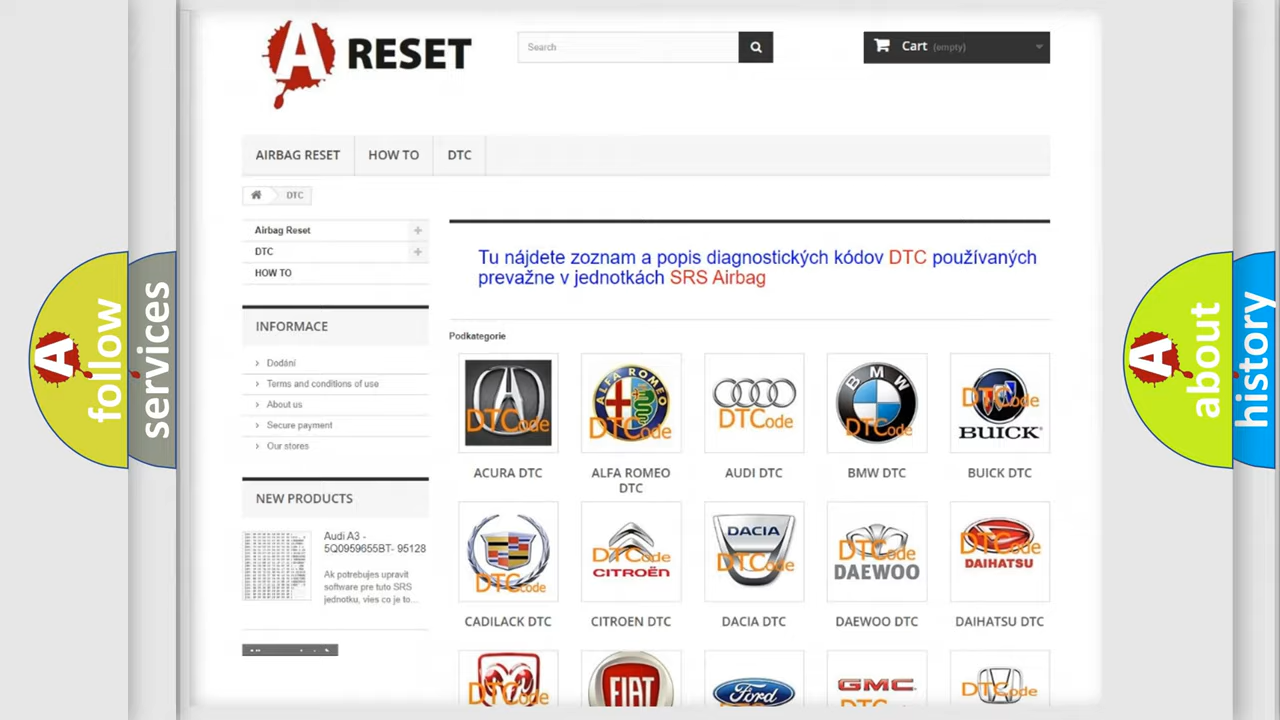 A RESET
Search
Cart (empty)
AIRBAG RESET
HOW TO
DTC
DTC
Airbag Reset
DTC
HOW TO
INFORMACE
Dodání
Terms and conditions of use
About us
Secure payment
Our stores
NEW PRODUCTS
Audi A3 -
5Q0959655BT- 95128
Ak potrebujes upravit
software pre tuto SRS
jednotku, vies co je to...
Tu nájdete zoznam a popis diagnostických kódov DTC používaných
prevažne v jednotkách SRS Airbag
Podkategorie
DTCode
ALFA ROMEO
DTCode
DTCode
BMW
DTCode
DTCode
BUICK
ACURA DTC
ALFA ROMEO
DTC
AUDI DTC
BMW DTC
BUICK DTC
DTCode
DTCode
CITROËN
DACIA
DTCode
DTCode
DAEWOO
DTCode
DAIHATSU
CADILACK DTC
CITROEN DTC
DACIA DTC
DAEWOO DTC
DAIHATSU DTC
DTCode
FIAT
Ford
GMC
DTCode
A follow
services
A about
history